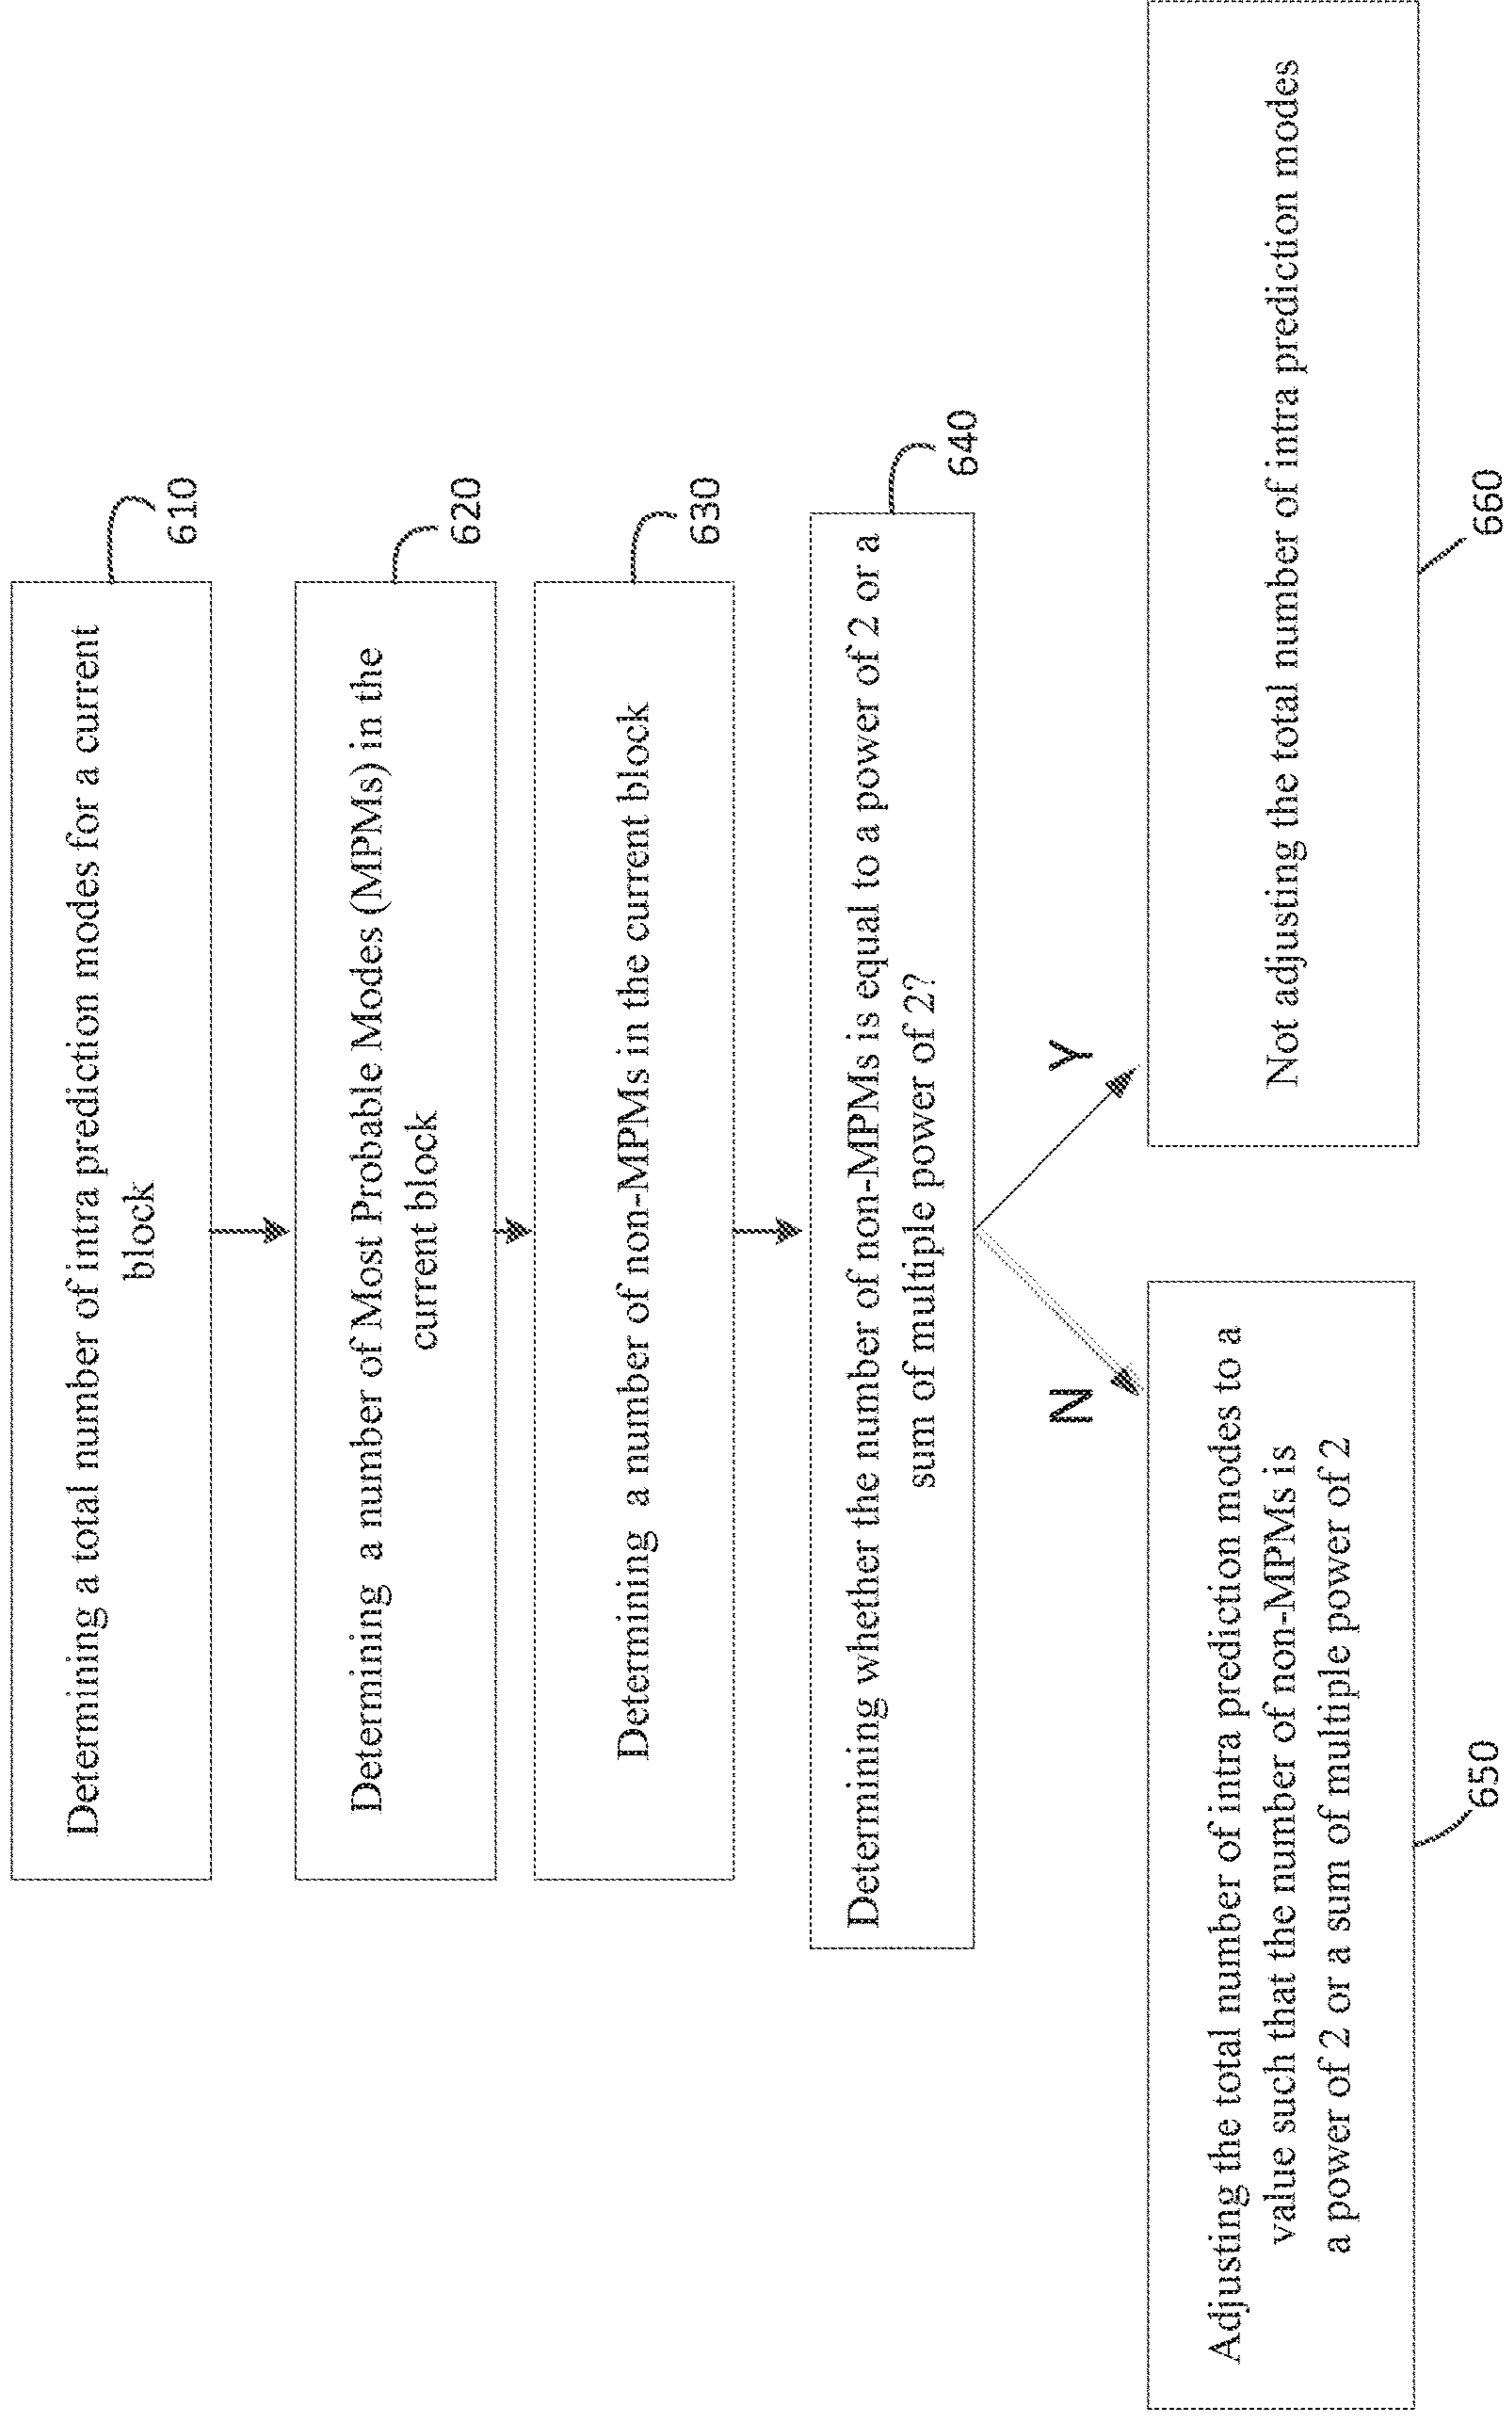 Determining a total number of intra prediction modes for a current
block
610
Determining a number of Most Probable Modes (MPMs) in the
current block
620
Determining a number of non-MPMs in the current block
630
Determining whether the number of non-MPMs is equal to a power of 2 or a
sum of multiple power of 2?
640
N
Y
Adjusting the total number of intra prediction modes to a
value such that the number of non-MPMs is
a power of 2 or a sum of multiple power of 2
650
Not adjusting the total number of intra prediction modes
660